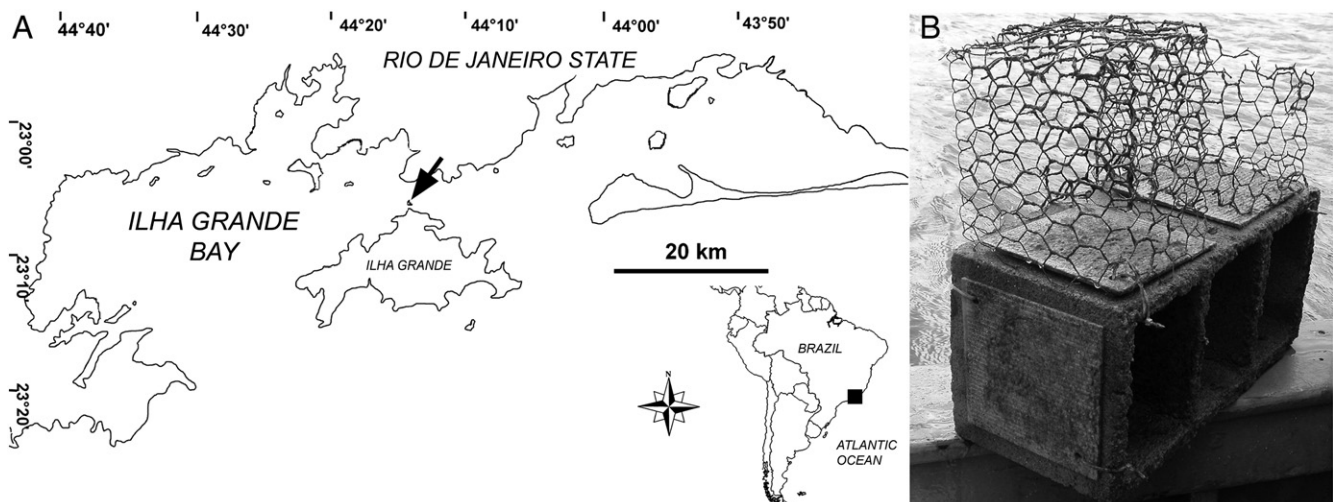 A
44°40'
44°30'
44°20'
44°10'
44°00'
43°50'
RIO DE JANEIRO STATE
23°00'
23°10'
23°20'
ILHA GRANDE
BAY
ILHA GRANDE
20 km
N
BRAZIL
ATLANTIC
OCEAN
B